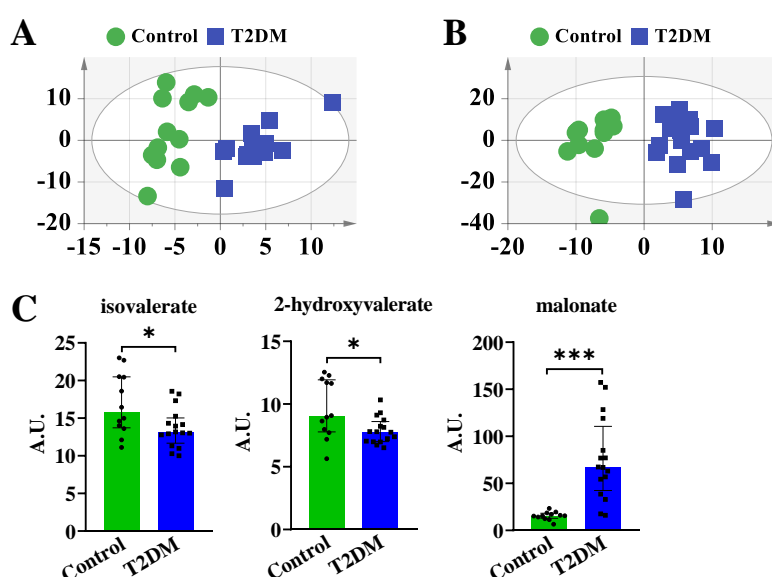 A
Control T2DM
10
0
-10
-20
-15 -10 -5 0 5 10
B
Control T2DM
20
0
-20
-40
-20 -10 0 10
C
isovalerate
*
25
20
15
10
5
0
A.U.
Control T2DM
2-hydroxyvalerate
*
15
10
5
0
A.U.
Control T2DM
malonate
***
200
150
100
50
0
A.U.
Control T2DM